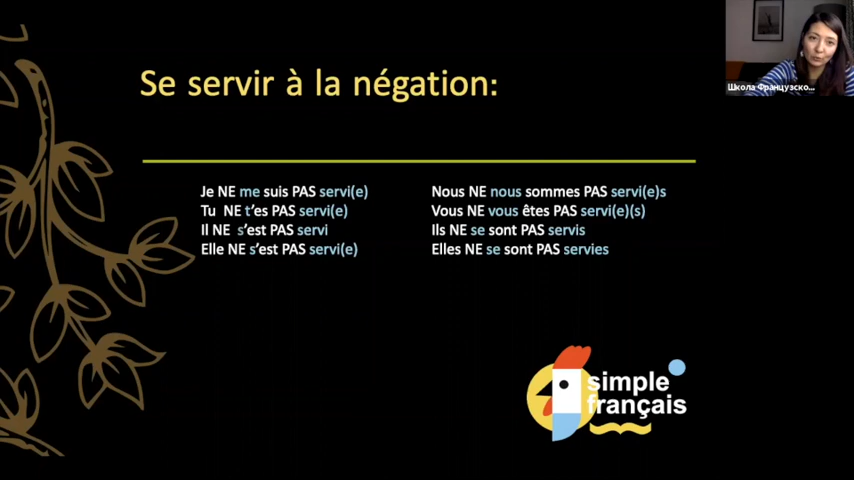 Se servir à la négation:
Школа Французско...
Je NE me suis PAS servi(e)
Tu NE t'es PAS servi(e)
Il NE s'est PAS servi
Elle NE s'est PAS servi(e)
Nous NE nous sommes PAS servi(e)s
Vous NE vous êtes PAS servi(e)(s)
Ils NE se sont PAS servis
Elles NE se sont PAS servies
simple
français